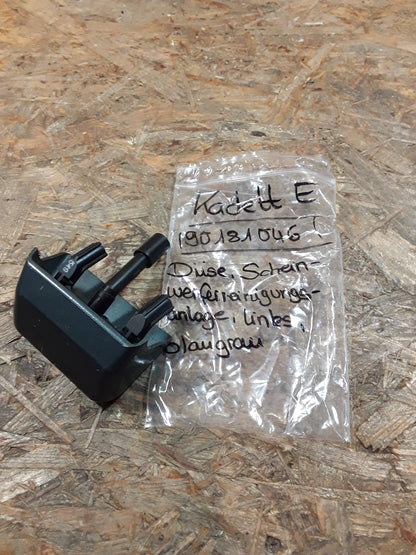 Kadett E
90181046 L
Düse, Schein-
werferreinigungs-
anlage, links,
blaugrau